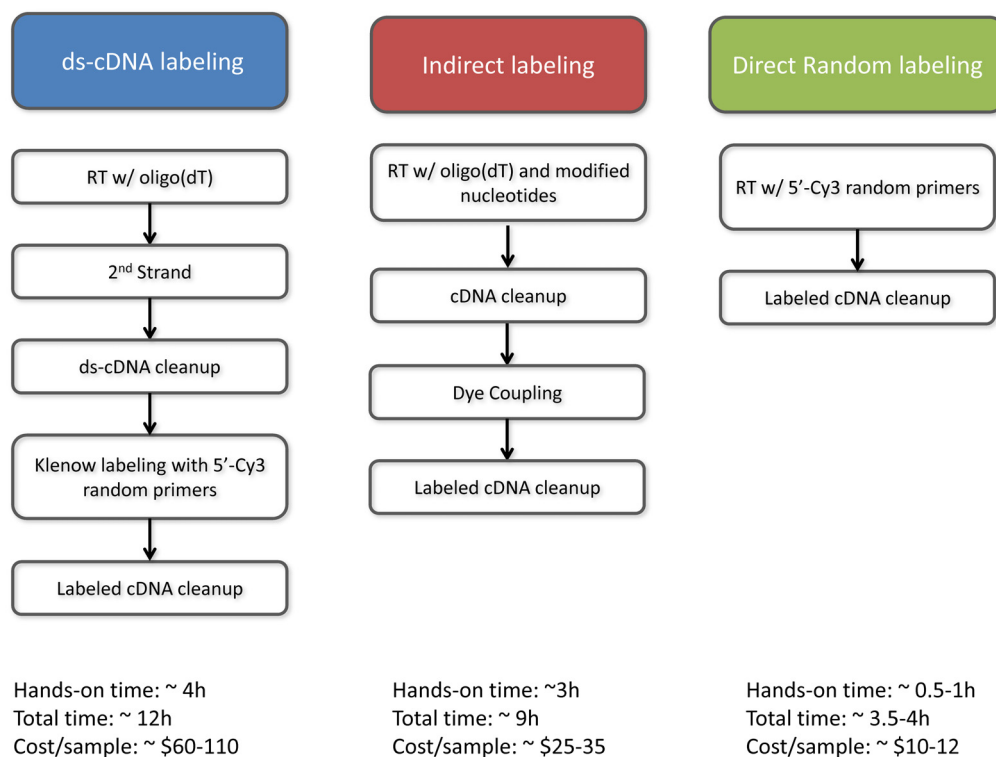 ds-cDNA labeling
RT w/ oligo(dT)
2nd Strand
ds-cDNA cleanup
Klenow labeling with 5’-Cy3
random primers
Labeled cDNA cleanup
Hands-on time: ~ 4h
Total time: ~ 12h
Cost/sample: ~ $60-110
Indirect labeling
RT w/ oligo(dT) and modified
nucleotides
cDNA cleanup
Dye Coupling
Labeled cDNA cleanup
Hands-on time: ~3h
Total time: ~ 9h
Cost/sample: ~ $25-35
Direct Random labeling
RT w/ 5’-Cy3 random primers
Labeled cDNA cleanup
Hands-on time: ~ 0.5-1h
Total time: ~ 3.5-4h
Cost/sample: ~ $10-12